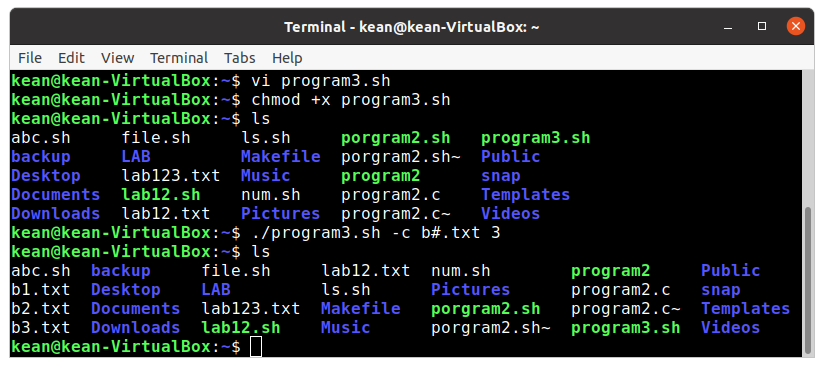 Terminal - kean@kean-VirtualBox: ~
File Edit View Terminal Tabs Help
kean@kean-VirtualBox:~$ vi program3.sh
kean@kean-VirtualBox:~$ chmod +x program3.sh
kean@kean-VirtualBox:~$ ls
abc.sh file.sh ls.sh porgram2.sh program3.sh
backup LAB Makefile porgram2.sh~ Public
Desktop lab123.txt Music program2 snap
Documents lab12.sh num.sh program2.c Templates
Downloads lab12.txt Pictures program2.c~ Videos
kean@kean-VirtualBox:~$ ./program3.sh -c b#.txt 3
kean@kean-VirtualBox:~$ ls
abc.sh backup file.sh lab12.txt num.sh program2 Public
b1.txt Desktop LAB ls.sh Pictures program2.c snap
b2.txt Documents lab123.txt Makefile porgram2.sh program2.c~ Templates
b3.txt Downloads lab12.sh Music porgram2.sh~ program3.sh Videos
kean@kean-VirtualBox:~$